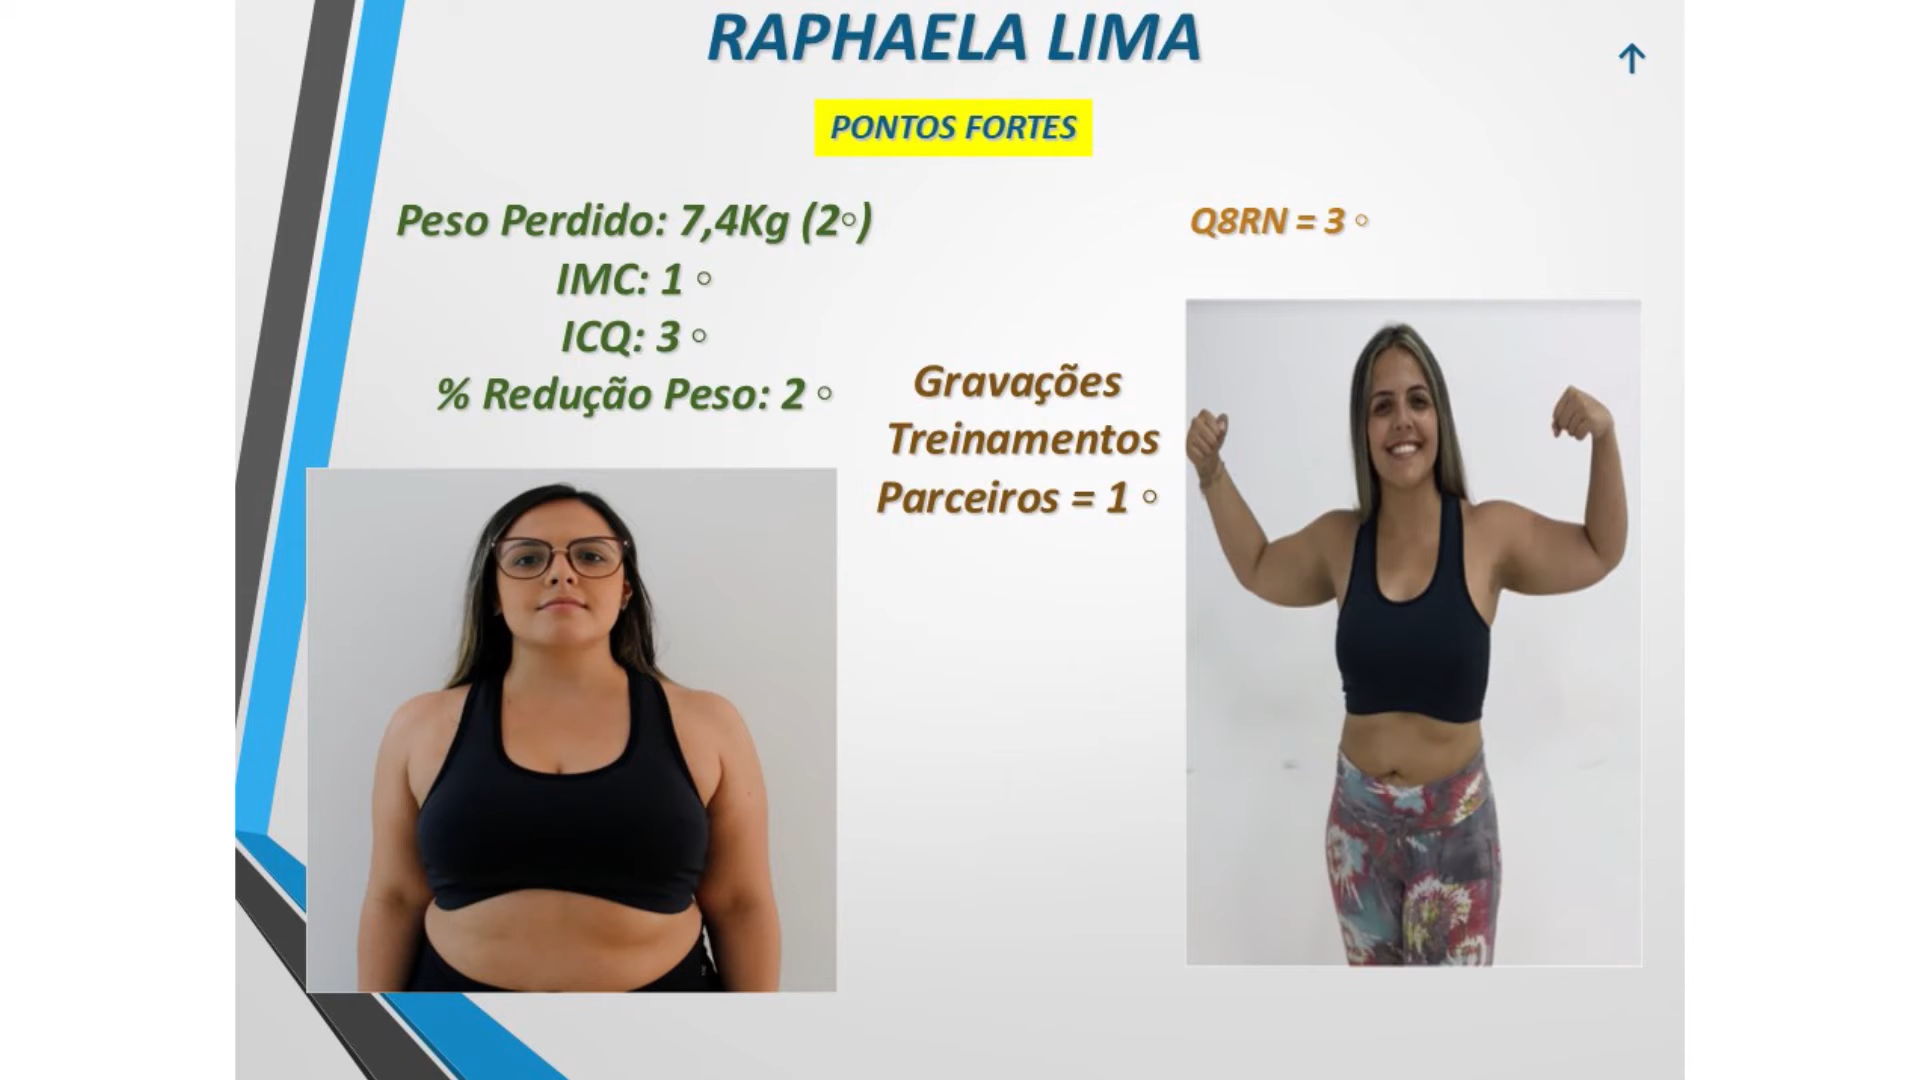 RAPHAELA LIMA
PONTOS FORTES
Peso Perdido: 7,4Kg (2◦)
IMC: 1 ◦
ICQ: 3 ◦
% Redução Peso: 2 ◦
Q8RN = 3 ◦
Gravações
Treinamentos
Parceiros = 1 ◦